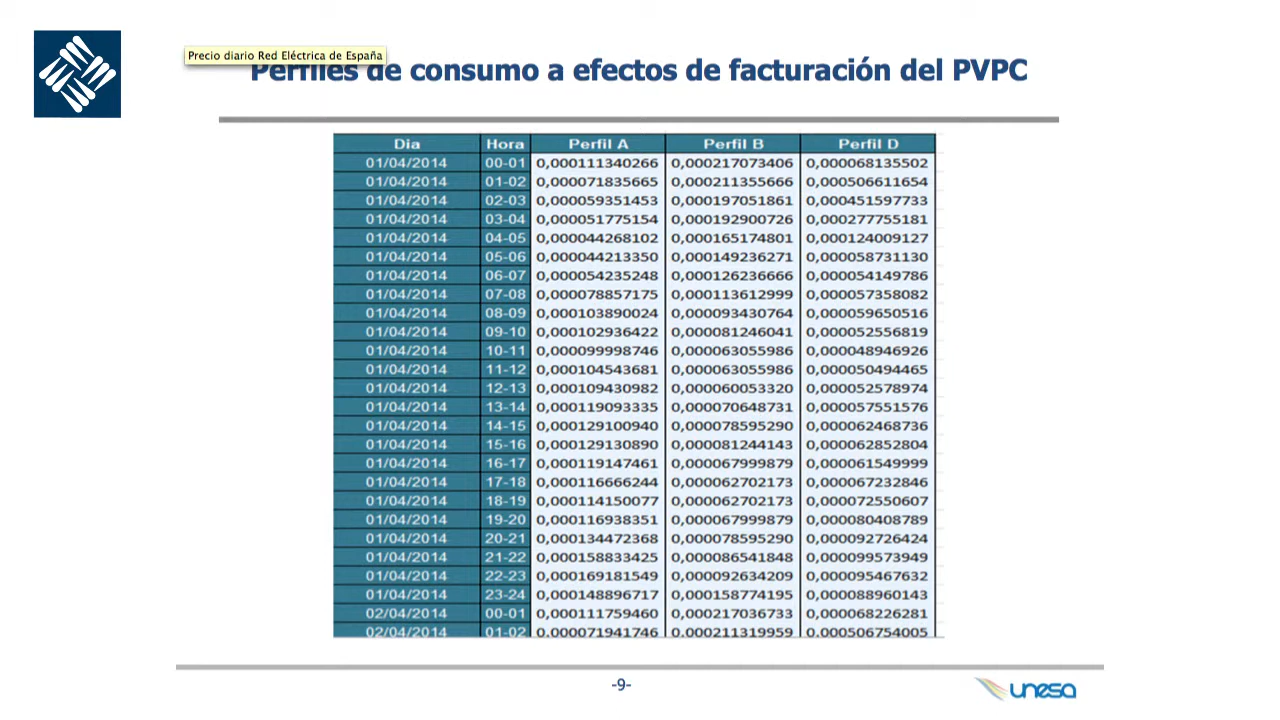 Precio diario Red Eléctrica de España
Perfiles de consumo a efectos de facturación del PVPC
Dia Hora Perfil A Perfil B Perfil D
01/04/2014 00-01 0,000111340266 0,000217073406 0,000068135502
01/04/2014 01-02 0,000071835665 0,000211355666 0,000506611654
01/04/2014 02-03 0,000059351453 0,000197051861 0,000451597733
01/04/2014 03-04 0,000051775154 0,000192900726 0,000277755181
01/04/2014 04-05 0,000044268102 0,000165174801 0,000124009127
01/04/2014 05-06 0,000044213350 0,000149236271 0,000058731130
01/04/2014 06-07 0,000054235248 0,000126236666 0,000054149786
01/04/2014 07-08 0,000078857175 0,000113612999 0,000057358082
01/04/2014 08-09 0,000103890024 0,000093430764 0,000059650516
01/04/2014 09-10 0,000102936422 0,000081246041 0,000052556819
01/04/2014 10-11 0,000099998746 0,000063055986 0,000048946926
01/04/2014 11-12 0,000104543681 0,000063055986 0,000050494465
01/04/2014 12-13 0,000109430982 0,000060053320 0,000052578974
01/04/2014 13-14 0,000119093335 0,000070648731 0,000057551576
01/04/2014 14-15 0,000129100940 0,000078595290 0,000062468736
01/04/2014 15-16 0,000129130890 0,000081244143 0,000062852804
01/04/2014 16-17 0,000119147461 0,000067999879 0,000061549999
01/04/2014 17-18 0,000116666244 0,000062702173 0,000067232846
01/04/2014 18-19 0,000114150077 0,000062702173 0,000072550607
01/04/2014 19-20 0,000116938351 0,000067999879 0,000080408789
01/04/2014 20-21 0,000134472368 0,000078595290 0,000092726424
01/04/2014 21-22 0,000158833425 0,000086541848 0,000099573949
01/04/2014 22-23 0,000169181549 0,000092634209 0,000095467632
01/04/2014 23-24 0,000148896717 0,000158774195 0,000088960143
02/04/2014 00-01 0,000111759460 0,000217036733 0,000068226281
02/04/2014 01-02 0,000071941746 0,000211319959 0,000506754005
-9-
unesa